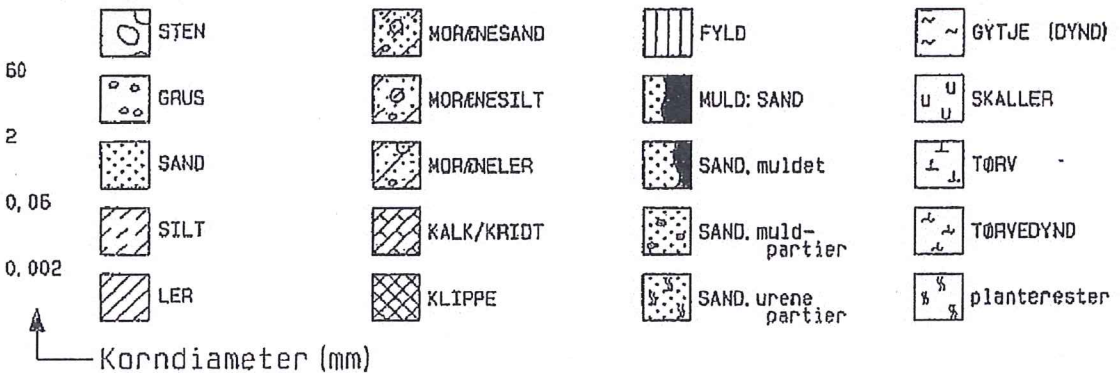 STEN
60
GRUS
2
SAND
0,06
SILT
0,002
LER
Korndiameter (mm)
MORÆNESAND
MORÆNESILT
MORÆNELER
KALK/KRIDT
KLIPPE
FYLD
MULD: SAND
SAND, muldet
SAND, muld-
partier
SAND, urene
partier
GYTJE (DYND)
SKALLER
TØRV
TØRVEDYND
planterester